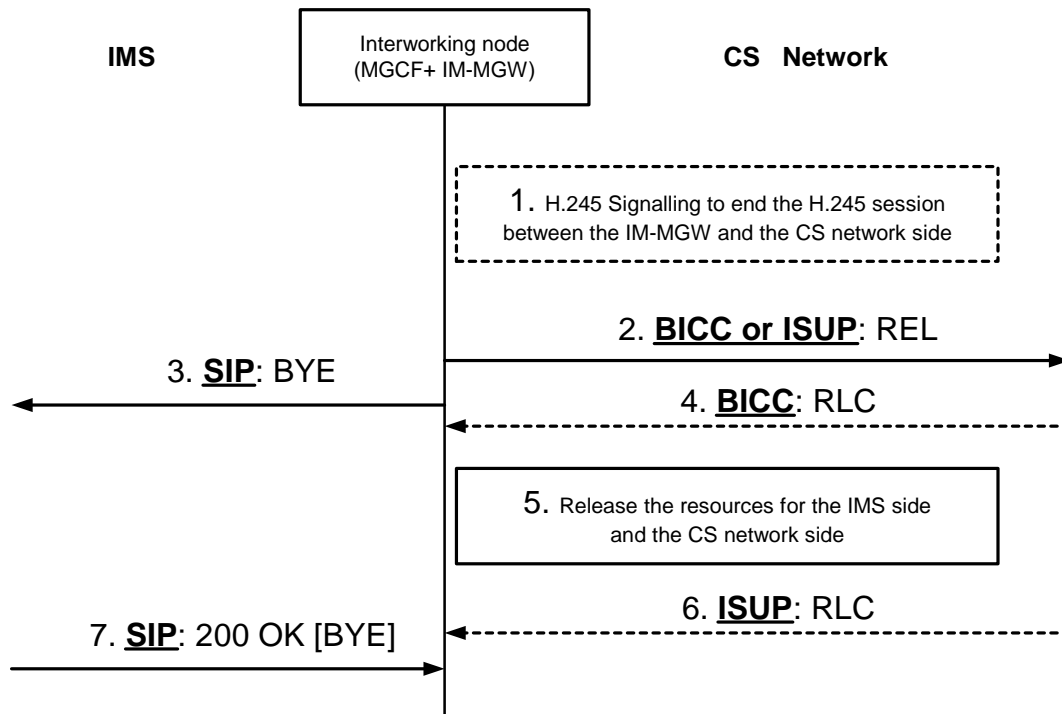 IMS
Interworking node
(MGCF+ IM-MGW)
CS Network
1. H.245 Signalling to end the H.245 session
between the IM-MGW and the CS network side
2. BICC or ISUP: REL
3. SIP: BYE
4. BICC: RLC
5. Release the resources for the IMS side
and the CS network side
6. ISUP: RLC
7. SIP: 200 OK [BYE]